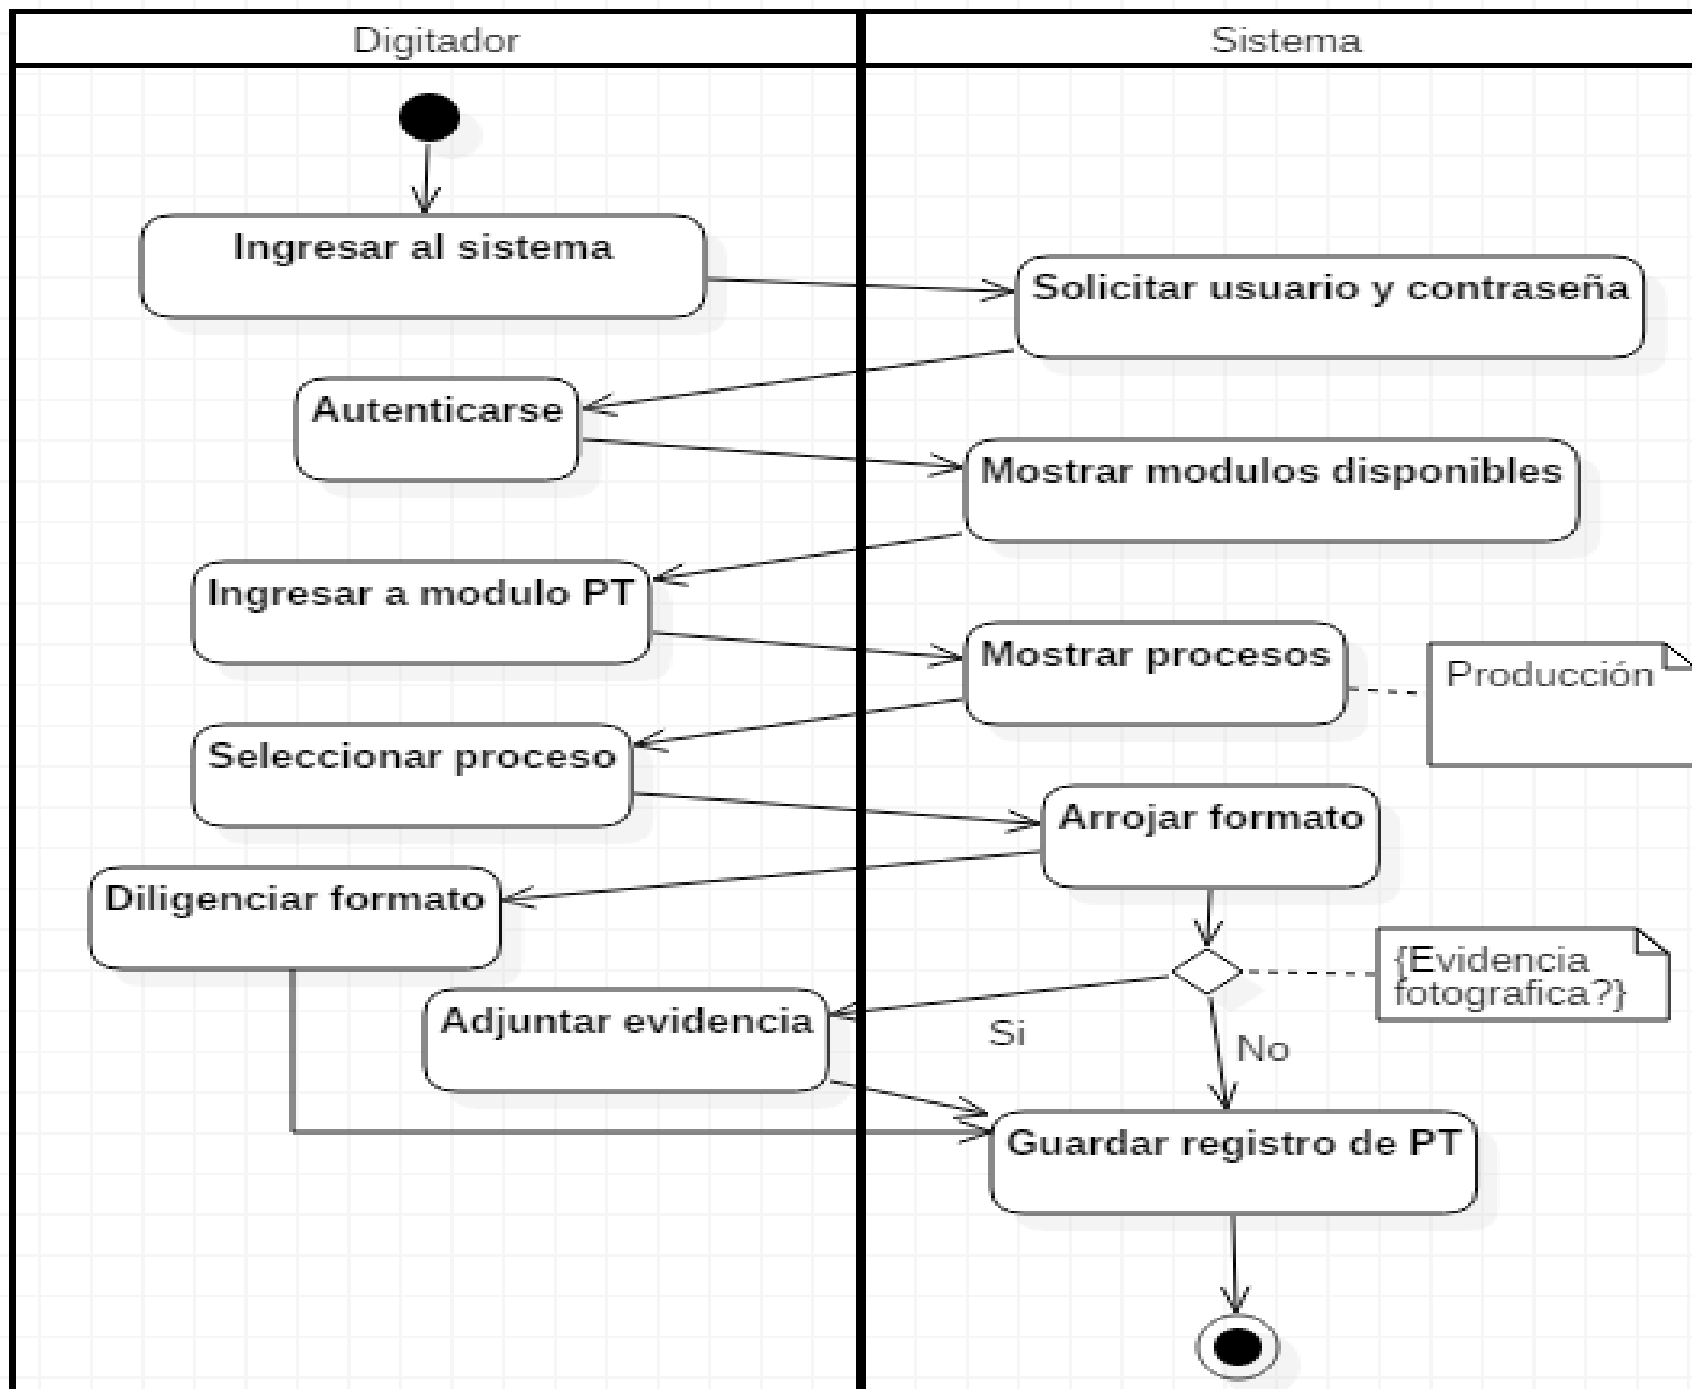 Digitador
Sistema
Ingresar al sistema
Solicitar usuario y contraseña
Autenticarse
Mostrar modulos disponibles
Ingresar a modulo PT
Mostrar procesos
Producción
Seleccionar proceso
Arrojar formato
Diligenciar formato
{Evidencia
fotografica?}
Adjuntar evidencia
Si
No
Guardar registro de PT